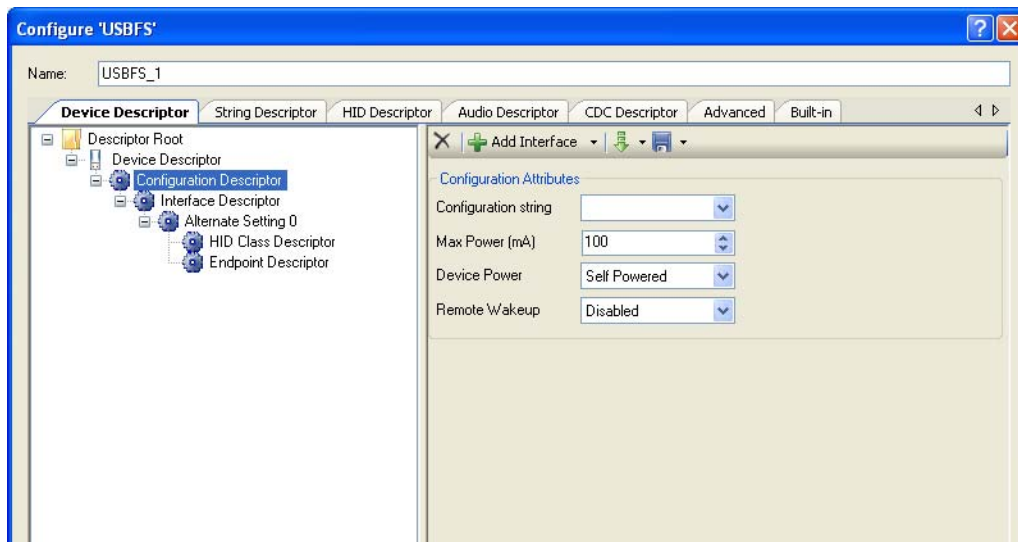 Configure 'USBFS'
Name: USBFS_1
Device Descriptor String Descriptor HID Descriptor Audio Descriptor CDC Descriptor Advanced Built-in
Descriptor Root
Device Descriptor
Configuration Descriptor
Interface Descriptor
Alternate Setting 0
HID Class Descriptor
Endpoint Descriptor
Add Interface
Configuration Attributes
Configuration string
Max Power (mA) 100
Device Power Self Powered
Remote Wakeup Disabled